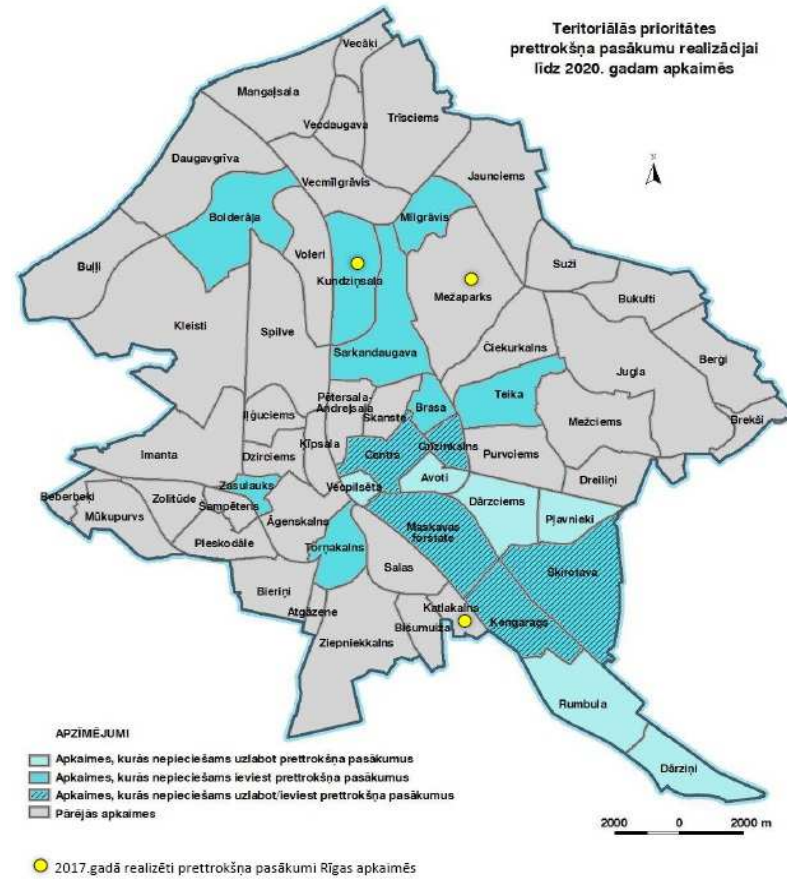 Teritoriālās prioritātes
prettrokšņa pasākumu realizācijai
līdz 2020. gadam apkaimēs
Vecāķi
Mangaļsala
Vecdaugava
Trīsciems
Daugavgrīva
Vecmīlgrāvis
Jaunciems
Bolderāja
Mīlgrāvis
Voleri
Buļļi
Kundziņsala
Mežaparks
Suži
Bukulti
Kleisti
Spilve
Sarkandaugava
Čiekurkalns
Jugla
Berģi
Pētersala-
Andrejsala
Skanste
Brasa
Teika
Brekši
Iļģuciems
Mežciems
Imanta
Dzirciems
Ķīpsala
Centrs
Grīziņkalns
Purvciems
Dreiliņi
Beberbeķi
Zolitūde
Zasulauks
Vecpilsēta
Avoti
Mūkupurvs
Šampēteris
Āgenskalns
Dārzciems
Pļavnieki
Pleskodāle
Torņakalns
Maskavas
forštate
Salas
Šķirotava
Bieriņi
Atgāzene
Katlakalns
Bišumuiža
Ķengarags
Ziepniekkalns
Rumbula
Dārziņi
APZĪMĒJUMI
Apkaimes, kurās nepieciešams uzlabot prettrokšņa pasākumus
Apkaimes, kurās nepieciešams ieviest prettrokšņa pasākumus
Apkaimes, kurās nepieciešams uzlabot/ieviest prettrokšņa pasākumus
Pārējās apkaimes
2000 0 2000 m
2017.gadā realizēti prettrokšņa pasākumi Rīgas apkaimēs